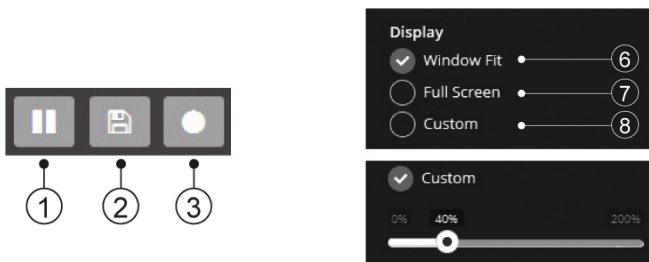 1
2
3
Display
Window Fit 6
Full Screen 7
Custom 8
Custom
0% 40% 200%